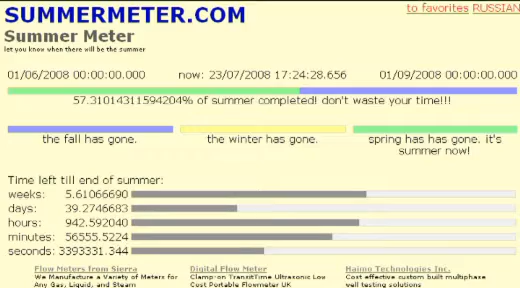 SUMMERMETER.COM
to favorites RUSSIAN
Summer Meter
let you know when there will be the summer
01/06/2008 00:00:00.000 now: 23/07/2008 17:24:28.656 01/09/2008 00:00:00.000
57.31014311594204% of summer completed! don't waste your time!!!
the fall has gone. the winter has gone. spring has has gone. it's
summer now!
Time left till end of summer:
weeks: 5.61066690
days: 39.2746683
hours: 942.592040
minutes: 56555.5224
seconds: 3393331.344
Flow Meters from Sierra Digital Flow Meter Haimo Technologies Inc.
We Manufacture a Variety of Meters for Clamp-on TransitTime Ultrasonic Low Cost effective custom built multiphase
Any Gas, Liquid, and Steam Cost Portable Flowmeter UK well testing solutions